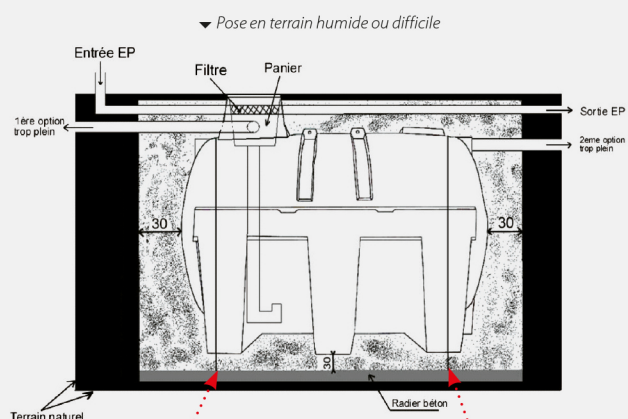 Pose en terrain humide ou difficile
Entrée EP
Filtre
Panier
1ère option
trop plein
Sortie EP
2eme option
trop plein
30
30
30
Radier béton
Terrain naturel